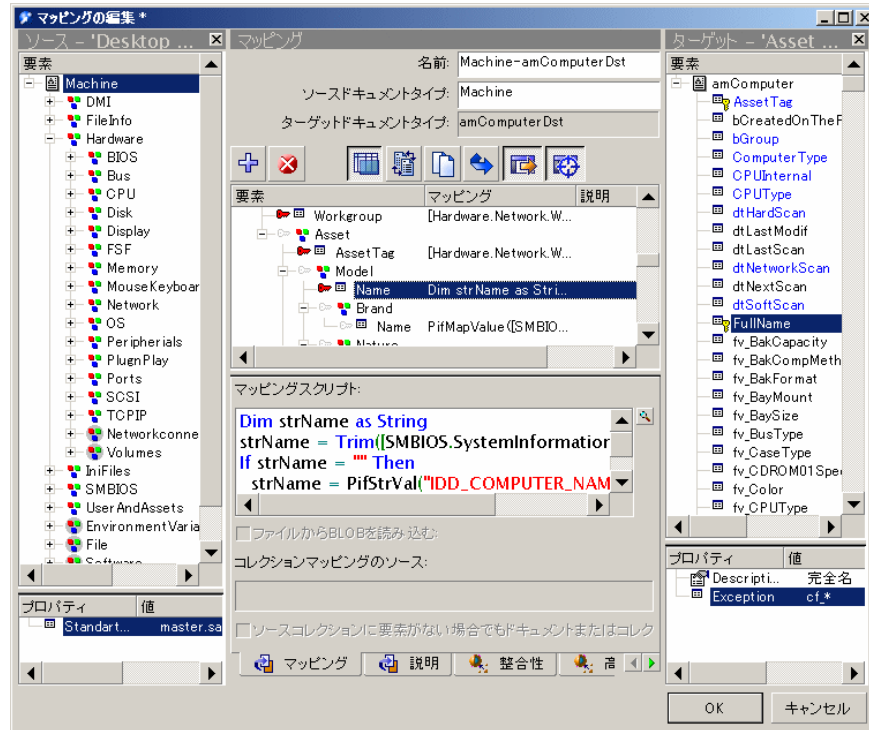 マッピングの編集 *
ソース - 'Desktop ...
要素
Machine
DMI
FileInfo
Hardware
BIOS
Bus
CPU
Disk
Display
FSF
Memory
MouseKeyboar
Network
OS
Peripherials
PlugnPlay
Ports
SCSI
TCPIP
Networkconne
Volumes
IniFiles
SMBIOS
UserAndAssets
EnvironmentVaria
File
Software
プロパティ 値
Standart... master.sa
マッピング
名前: Machine-amComputerDst
ソースドキュメントタイプ: Machine
ターゲットドキュメントタイプ: amComputerDst
要素 マッピング 説明
Workgroup [Hardware.Network.W...
Asset
AssetTag [Hardware.Network.W...
Model
Name Dim strName as Stri...
Brand
Name PifMapValue([SMBIO...
Nature
マッピングスクリプト:
Dim strName as String
strName = Trim([SMBIOS.SystemInformation
If strName = "" Then
strName = PifStrVal("IDD_COMPUTER_NAM
ファイルからBLOBを読み込む:
コレクションマッピングのソース:
ソースコレクションに要素がない場合でもドキュメントまたはコレク
マッピング 説明 整合性 高
ターゲット - 'Asset ...
要素
amComputer
AssetTag
bCreatedOnTheF
bGroup
ComputerType
CPUInternal
CPUType
dtHardScan
dtLastModif
dtLastScan
dtNetworkScan
dtNextScan
dtSoftScan
FullName
fv_BakCapacity
fv_BakCompMeth
fv_BakFormat
fv_BayMount
fv_BaySize
fv_BusType
fv_CaseType
fv_CDROM01Spe
fv_Color
fv_CPUType
プロパティ 値
Descripti... 完全名
Exception cf_*
OK キャンセル